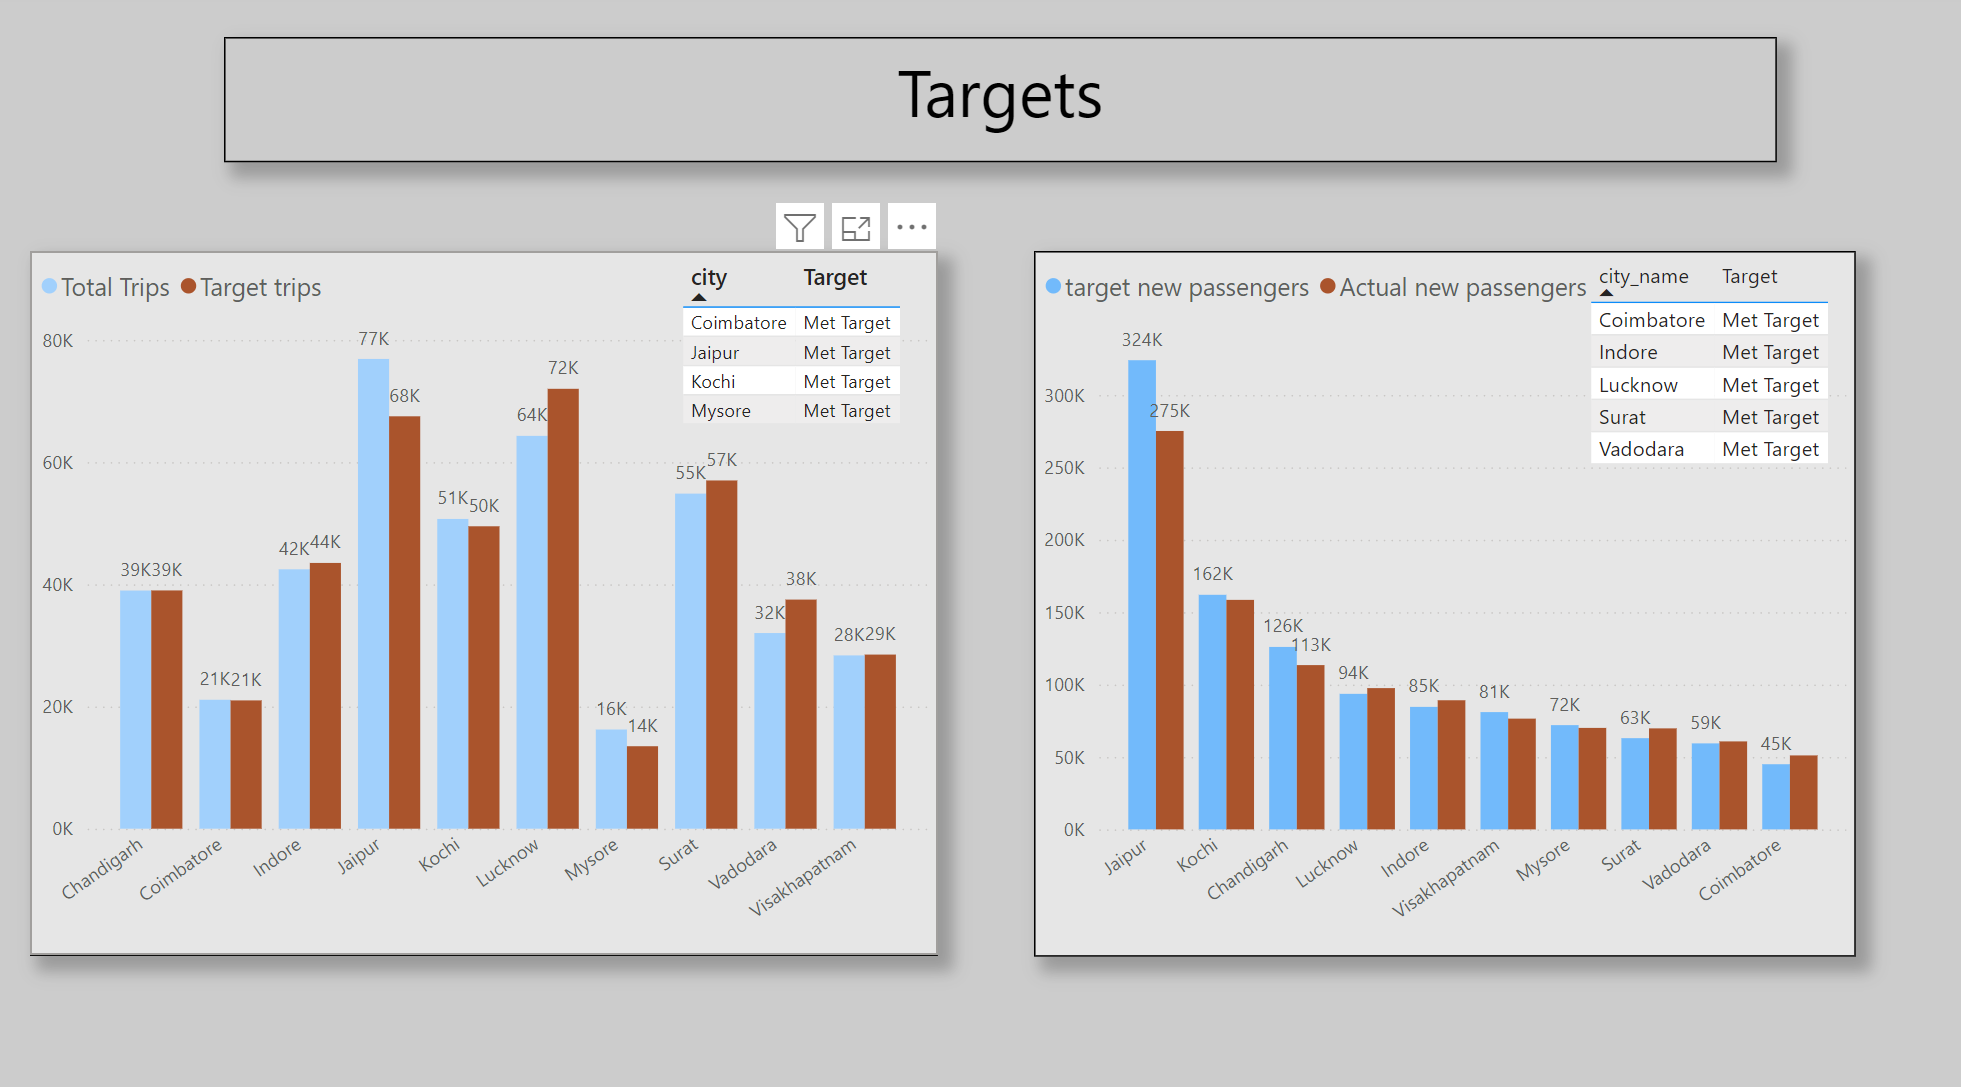 Targets
Total Trips Target trips
city Target
Coimbatore Met Target
Jaipur Met Target
Kochi Met Target
Mysore Met Target
80K
60K
40K
20K
0K
39K 39K
21K 21K
42K 44K
77K 68K
51K 50K
64K 72K
16K 14K
55K 57K
32K 38K
28K 29K
Chandigarh
Coimbatore
Indore
Jaipur
Kochi
Lucknow
Mysore
Surat
Vadodara
Visakhapatnam
target new passengers Actual new passengers
city_name Target
Coimbatore Met Target
Indore Met Target
Lucknow Met Target
Surat Met Target
Vadodara Met Target
300K
250K
200K
150K
100K
50K
0K
324K 275K
162K
126K 113K
94K
85K
81K
72K
63K
59K
45K
Jaipur
Kochi
Chandigarh
Lucknow
Indore
Visakhapatnam
Mysore
Surat
Vadodara
Coimbatore